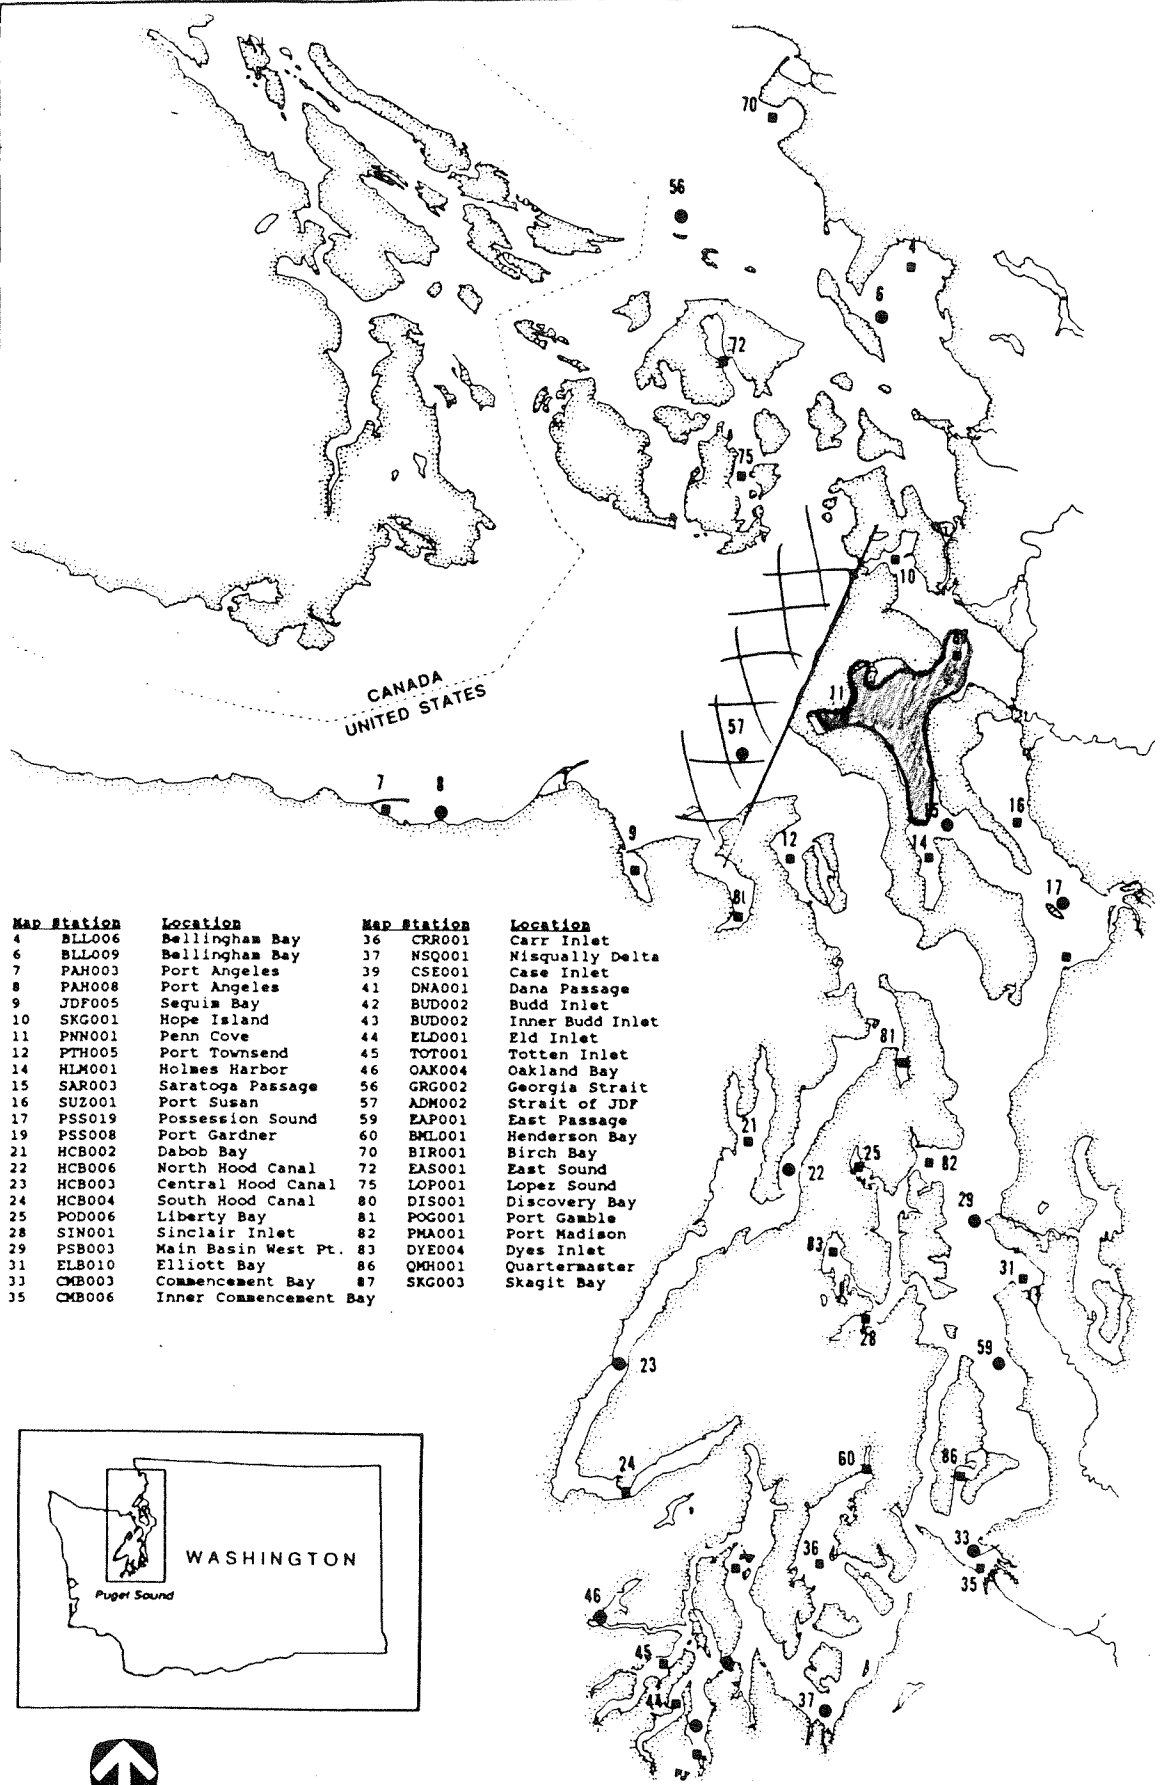 70
56
4
6
72
75
10
87
11
CANADA
UNITED STATES
57
7
8
9
12
15
14
16
17
80
Map Station Location Map Station Location
4 BLL006 Bellingham Bay 36 CRR001 Carr Inlet
6 BLL009 Bellingham Bay 37 NSQ001 Nisqually Delta
7 PAH003 Port Angeles 39 CSE001 Case Inlet
8 PAH008 Port Angeles 41 DNA001 Dana Passage
9 JDF005 Sequim Bay 42 BUD002 Budd Inlet
10 SKG001 Hope Island 43 BUD002 Inner Budd Inlet
11 PNN001 Penn Cove 44 ELD001 Eld Inlet
12 PTH005 Port Townsend 45 TOT001 Totten Inlet
14 HLM001 Holmes Harbor 46 OAK004 Oakland Bay
15 SAR003 Saratoga Passage 56 GRG002 Georgia Strait
16 SUZ001 Port Susan 57 ADM002 Strait of JDF
17 PSS019 Possession Sound 59 EAP001 East Passage
19 PSS008 Port Gardner 60 BML001 Henderson Bay
21 HCB002 Dabob Bay 70 BIR001 Birch Bay
22 HCB006 North Hood Canal 72 EAS001 East Sound
23 HCB003 Central Hood Canal 75 LOP001 Lopez Sound
24 HCB004 South Hood Canal 80 DIS001 Discovery Bay
25 POD006 Liberty Bay 81 POG001 Port Gamble
28 SIN001 Sinclair Inlet 82 PMA001 Port Madison
29 PSB003 Main Basin West Pt. 83 DYE004 Dyes Inlet
31 ELB010 Elliott Bay 86 QMH001 Quartermaster
33 CMB003 Commencement Bay 87 SKG003 Skagit Bay
35 CMB006 Inner Commencement Bay
81
21
22
25
82
29
83
31
28
23
59
24
60
86
33
36
35
46
45
44
37
WASHINGTON
Puget Sound